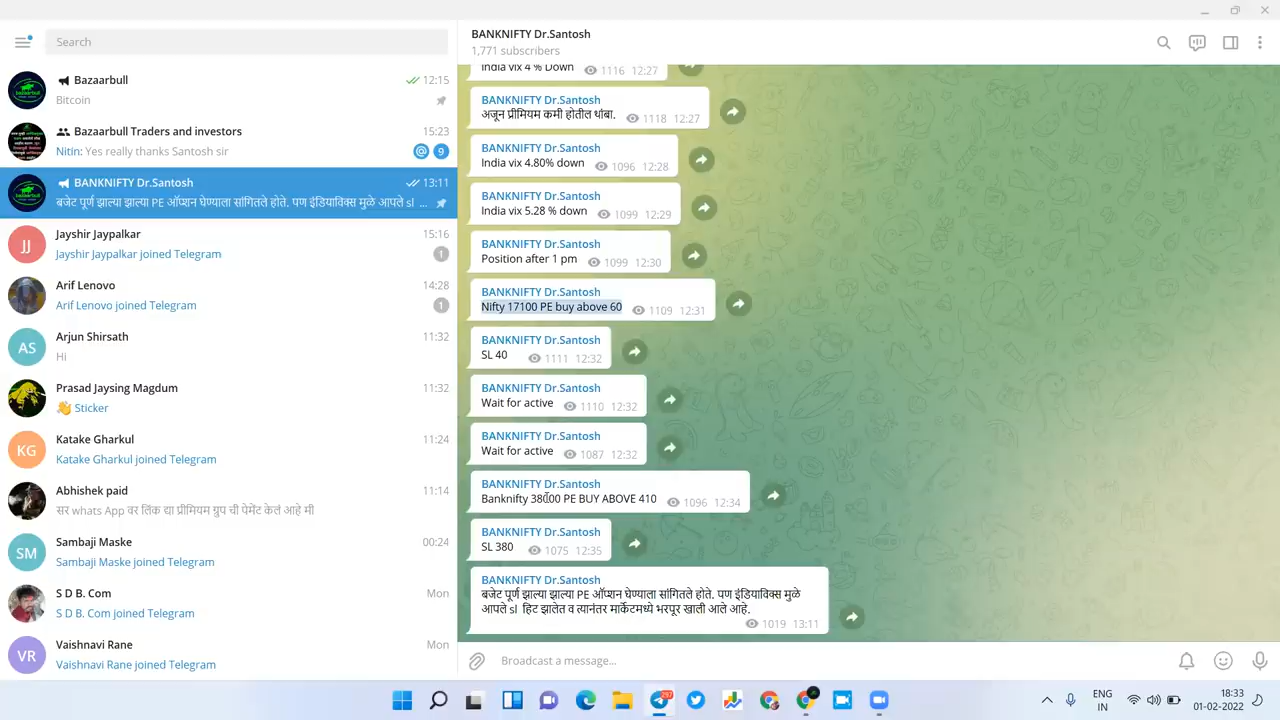 Search
Bazaarbull
12:15
Bitcoin
Bazaarbull Traders and investors
15:23
Nitin: Yes really thanks Santosh sir
@ 9
BANKNIFTY Dr.Santosh
13:11
बजेट पूर्ण झाल्या झाल्या PE ऑप्शन घेण्याला सांगितले होते. पण इंडियाविक्स मुळे आपले sl ...
Jayshir Jaypalkar
15:16
JJ
Jayshir Jaypalkar joined Telegram
1
Arif Lenovo
14:28
Arif Lenovo joined Telegram
1
Arjun Shirsath
11:32
AS
Hi
Prasad Jaysing Magdum
11:32
👋 Sticker
Katake Gharkul
11:24
KG
Katake Gharkul joined Telegram
Abhishek paid
11:14
सर whats App वर लिंक द्या प्रीमियम ग्रुप ची पेमेंट केलं आहे मी
Sambaji Maske
00:24
SM
Sambaji Maske joined Telegram
S D B. Com
Mon
S D B. Com joined Telegram
Vaishnavi Rane
Mon
VR
Vaishnavi Rane joined Telegram
BANKNIFTY Dr.Santosh
1,771 subscribers
India vix 4 % Down 1116 12:27
BANKNIFTY Dr.Santosh
अजून प्रीमियम कमी होतील थांबा. 1118 12:27
BANKNIFTY Dr.Santosh
India vix 4.80% down 1096 12:28
BANKNIFTY Dr.Santosh
India vix 5.28 % down 1099 12:29
BANKNIFTY Dr.Santosh
Position after 1 pm 1099 12:30
BANKNIFTY Dr.Santosh
Nifty 17100 PE buy above 60 1109 12:31
BANKNIFTY Dr.Santosh
SL 40 1111 12:32
BANKNIFTY Dr.Santosh
Wait for active 1110 12:32
BANKNIFTY Dr.Santosh
Wait for active 1087 12:32
BANKNIFTY Dr.Santosh
Banknifty 38000 PE BUY ABOVE 410 1096 12:34
BANKNIFTY Dr.Santosh
SL 380 1075 12:35
BANKNIFTY Dr.Santosh
बजेट पूर्ण झाल्या झाल्या PE ऑप्शन घेण्याला सांगितले होते. पण इंडियाविक्स मुळे
आपले sl हिट झालेत व त्यानंतर मार्केटमध्ये भरपूर खाली आले आहे.
1019 13:11
Broadcast a message...
297
ENG
IN
18:33
01-02-2022